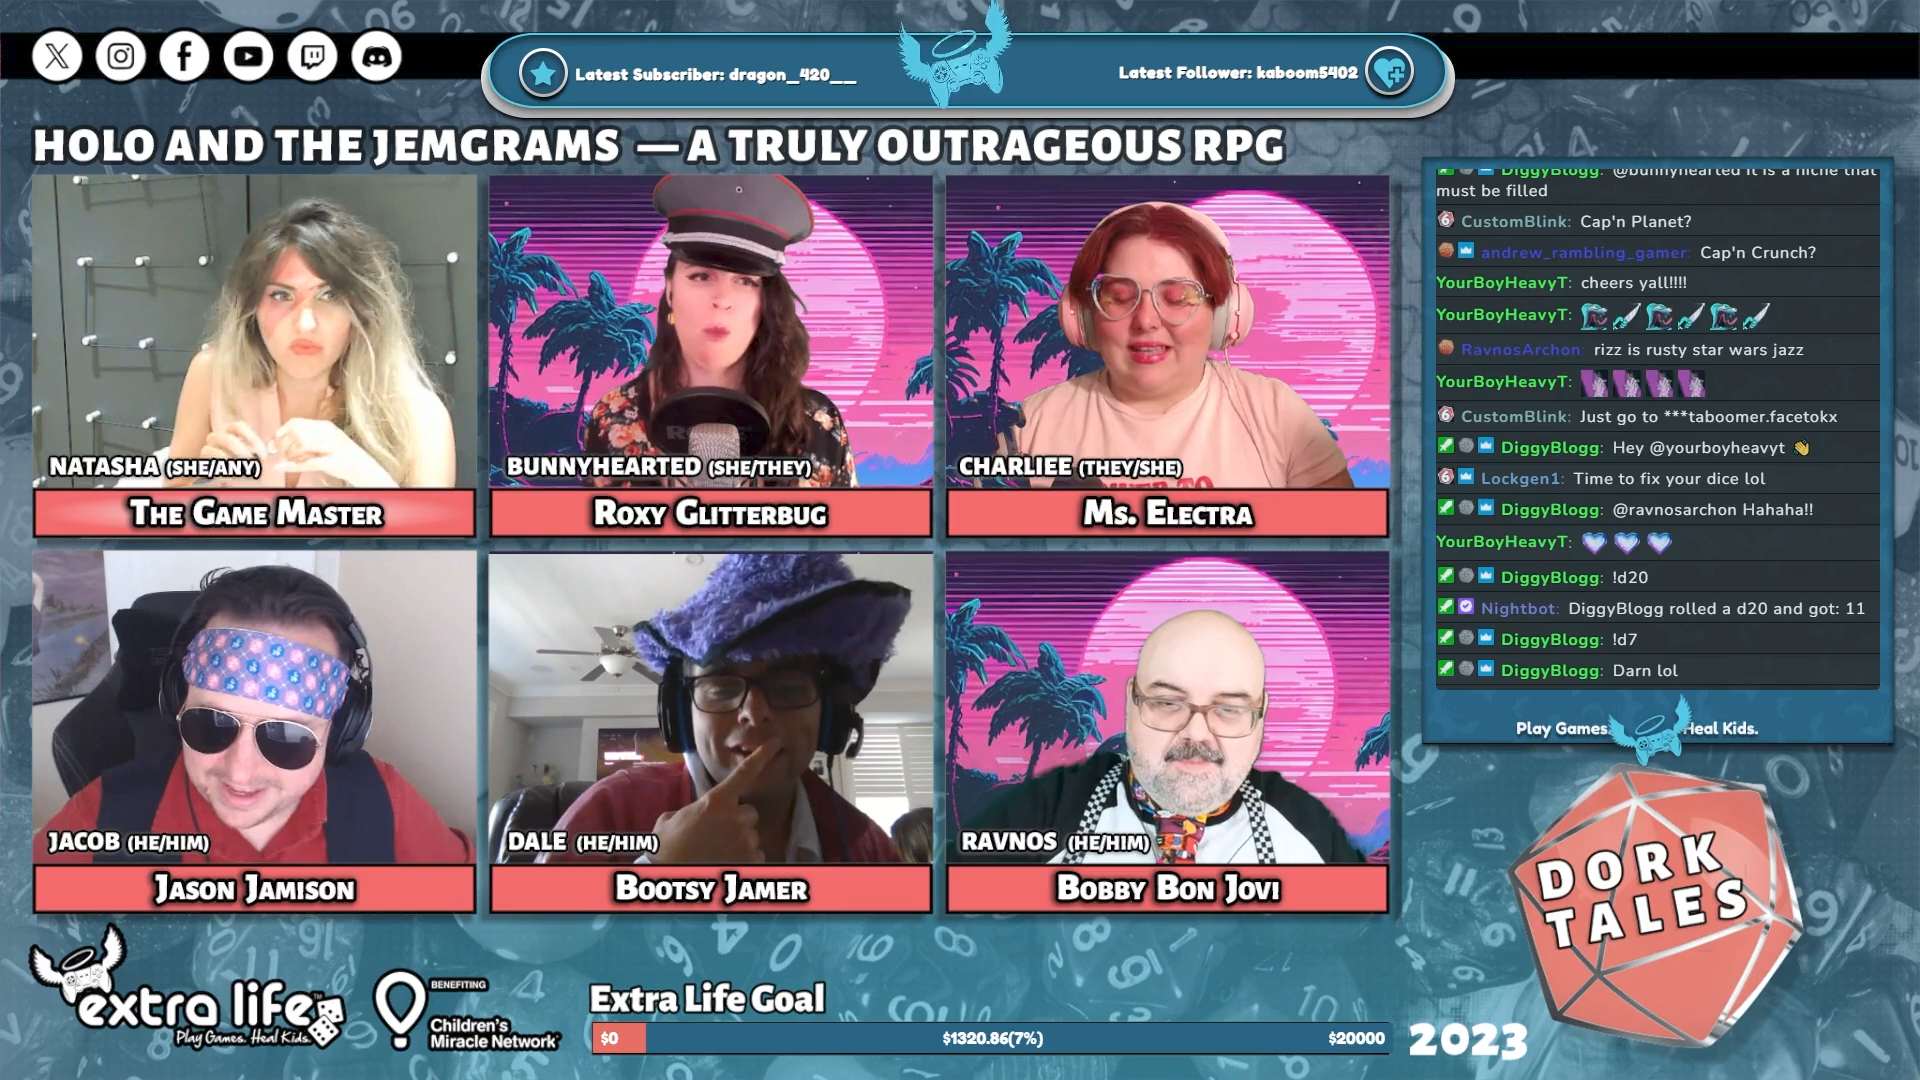 Latest Subscriber: dragon_420__
Latest Follower: kaboom5402
HOLO AND THE JEMGRAMS — A TRULY OUTRAGEOUS RPG
NATASHA (SHE/ANY)
THE GAME MASTER
BUNNYHEARTED (SHE/THEY)
ROXY GLITTERBUG
CHARLIEE (THEY/SHE)
MS. ELECTRA
JACOB (HE/HIM)
JASON JAMISON
DALE (HE/HIM)
BOOTSY JAMER
RAVNOS (HE/HIM)
BOBBY BON JOVI
DiggyBlogg: @bunnyhearted it is a niche that
must be filled
CustomBlink: Cap'n Planet?
andrew_rambling_gamer: Cap'n Crunch?
YourBoyHeavyT: cheers yall!!!!
YourBoyHeavyT:
RavnosArchon: rizz is rusty star wars jazz
YourBoyHeavyT:
CustomBlink: Just go to ***taboomer.facetokx
DiggyBlogg: Hey @yourboyheavyt 👋
Lockgen1: Time to fix your dice lol
DiggyBlogg: @ravnosarchon Hahaha!!
YourBoyHeavyT:
DiggyBlogg: !d20
Nightbot: DiggyBlogg rolled a d20 and got: 11
DiggyBlogg: !d7
DiggyBlogg: Darn lol
Play Games. Heal Kids.
DORK
TALES
extra life
Play Games. Heal Kids.
BENEFITING
Children's
Miracle Network
Extra Life Goal
$0 $1320.86(7%) $20000
2023